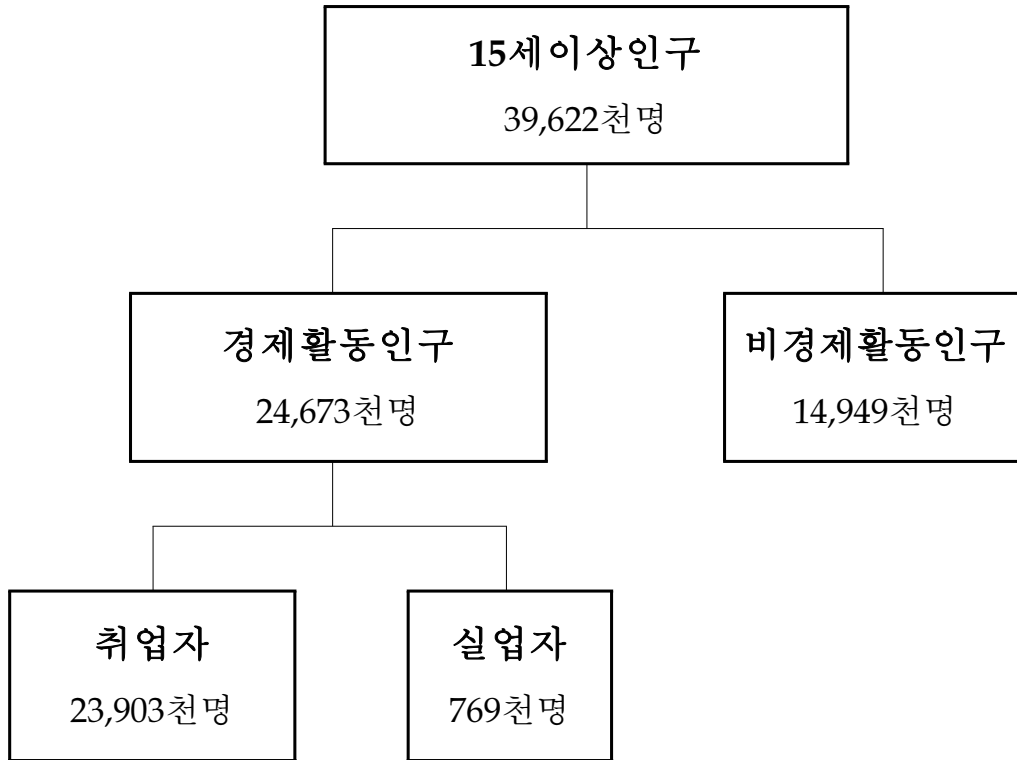 15세이상인구
39,622천명
경제활동인구
24,673천명
비경제활동인구
14,949천명
취업자
23,903천명
실업자
769천명